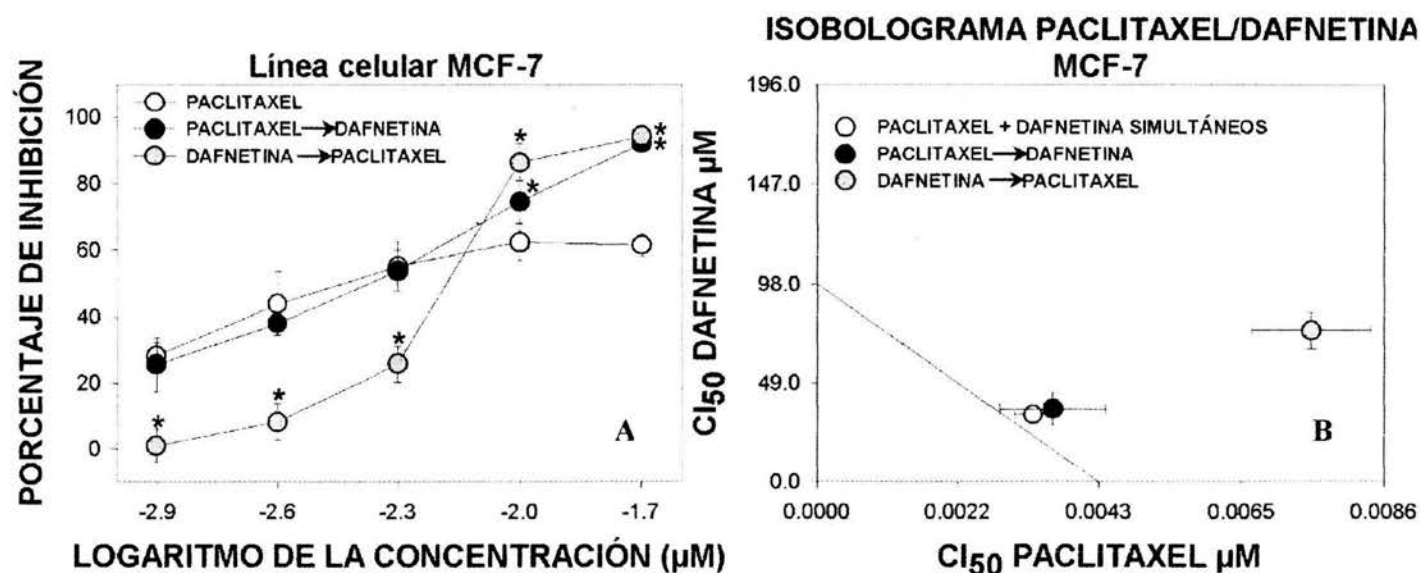 Línea celular MCF-7
PORCENTAJE DE INHIBICIÓN
PACLITAXEL
PACLITAXEL→DAFNETINA
DAFNETINA→PACLITAXEL
100
80
60
40
20
0
*
*
*
*
*
*
*
A
-2.9 -2.6 -2.3 -2.0 -1.7
LOGARITMO DE LA CONCENTRACIÓN (µM)
ISOBOLOGRAMA PACLITAXEL/DAFNETINA
MCF-7
CI50 DAFNETINA µM
196.0
PACLITAXEL + DAFNETINA SIMULTÁNEOS
PACLITAXEL→DAFNETINA
DAFNETINA→PACLITAXEL
147.0
98.0
49.0
0.0
B
0.0000 0.0022 0.0043 0.0065 0.0086
CI50 PACLITAXEL µM